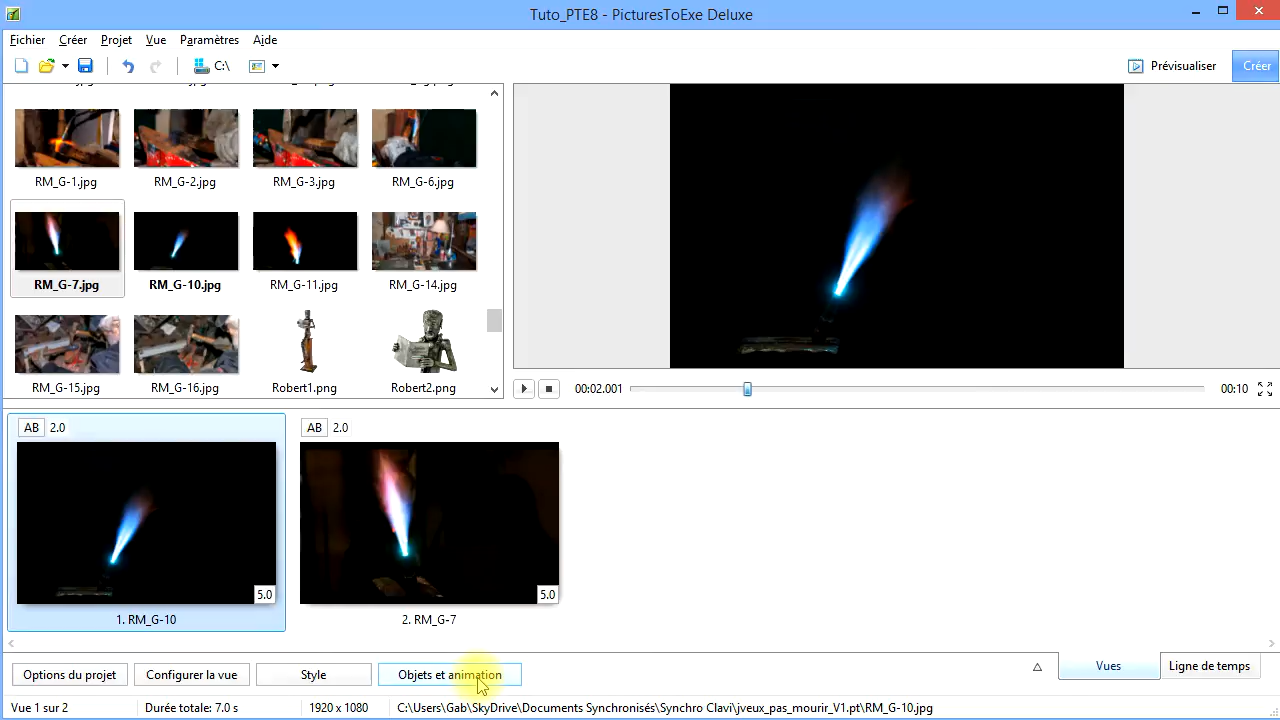 Tuto_PTE8 - PicturesToExe Deluxe
Fichier Créer Projet Vue Paramètres Aide
C:\ Prévisualiser Créer
RM_G-1.jpg RM_G-2.jpg RM_G-3.jpg RM_G-6.jpg
RM_G-7.jpg RM_G-10.jpg RM_G-11.jpg RM_G-14.jpg
RM_G-15.jpg RM_G-16.jpg Robert1.png Robert2.png
00:02.001 00:10
AB 2.0 AB 2.0
5.0 5.0
1. RM_G-10 2. RM_G-7
Options du projet Configurer la vue Style Objets et animation Vues Ligne de temps
Vue 1 sur 2 Durée totale: 7.0 s 1920 x 1080 C:\Users\Gab\SkyDrive\Documents Synchronisés\Synchro Clavi\jveux_pas_mourir_V1.pt\RM_G-10.jpg